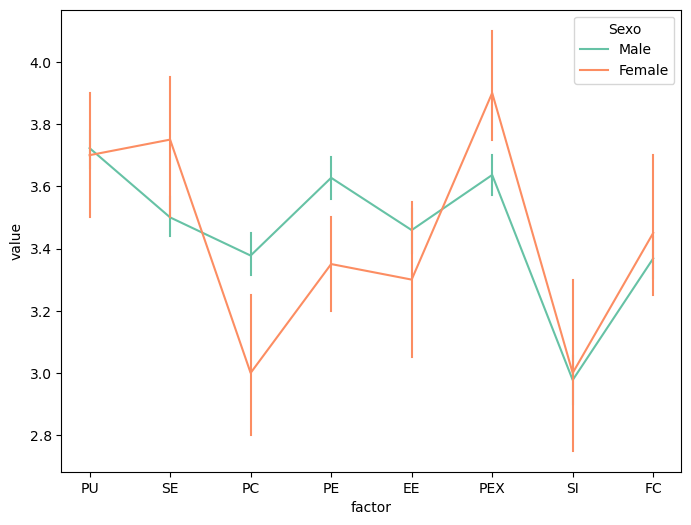 Sexo
Male
Female
4.0
3.8
3.6
3.4
3.2
3.0
2.8
value
PU SE PC PE EE PEX SI FC
factor